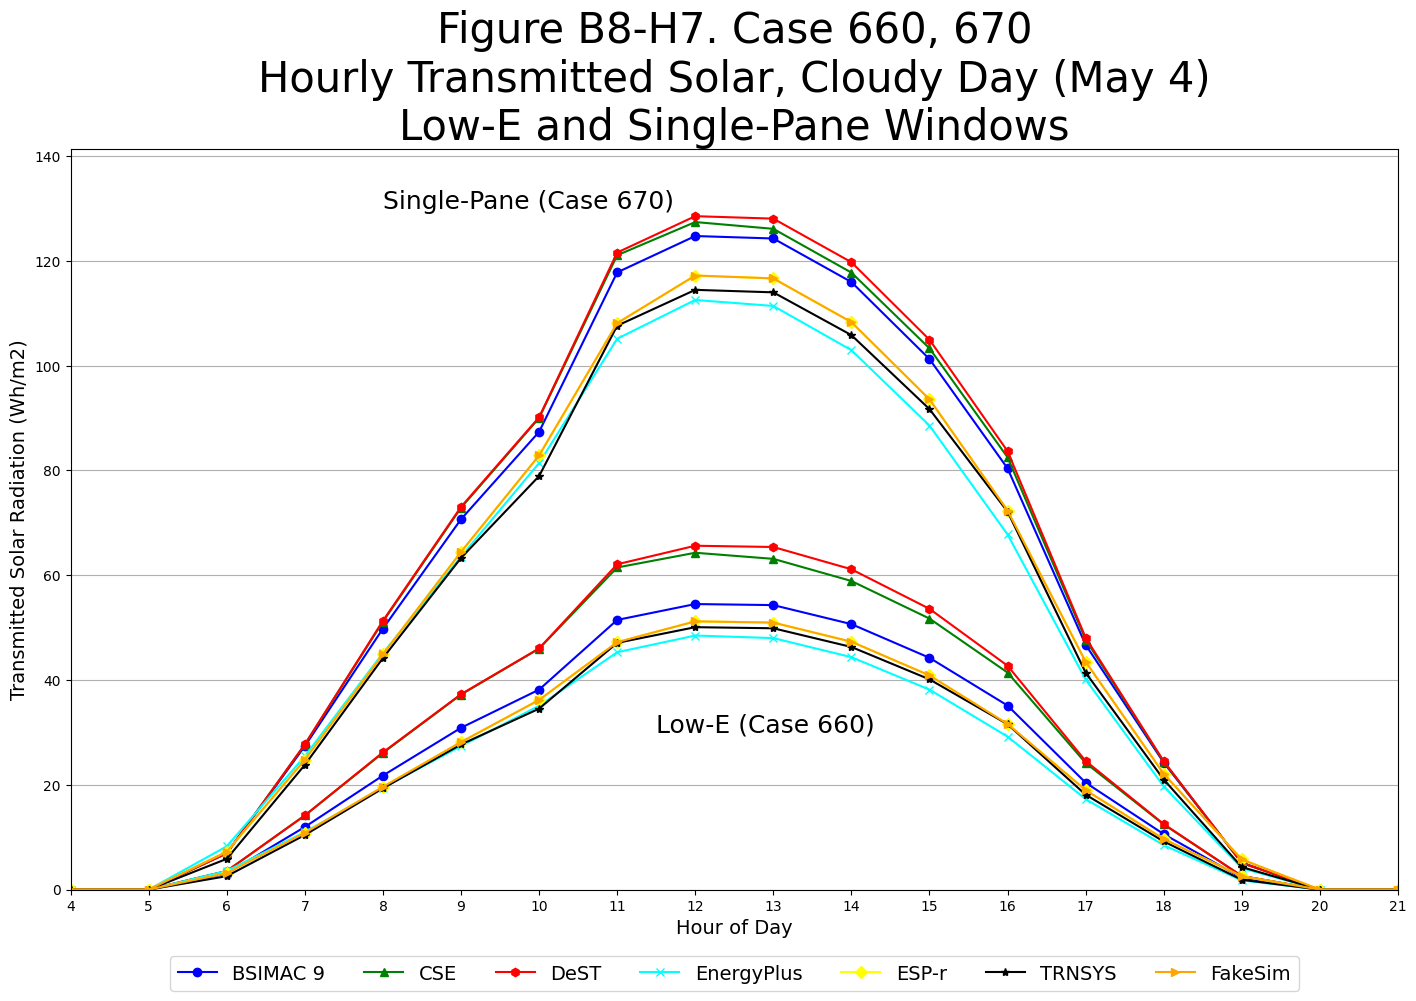 Figure B8-H7. Case 660, 670
Hourly Transmitted Solar, Cloudy Day (May 4)
Low-E and Single-Pane Windows
140
120
100
80
60
40
20
0
Transmitted Solar Radiation (Wh/m2)
Single-Pane (Case 670)
Low-E (Case 660)
4 5 6 7 8 9 10 11 12 13 14 15 16 17 18 19 20 21
Hour of Day
BSIMAC 9 CSE DeST EnergyPlus ESP-r TRNSYS FakeSim